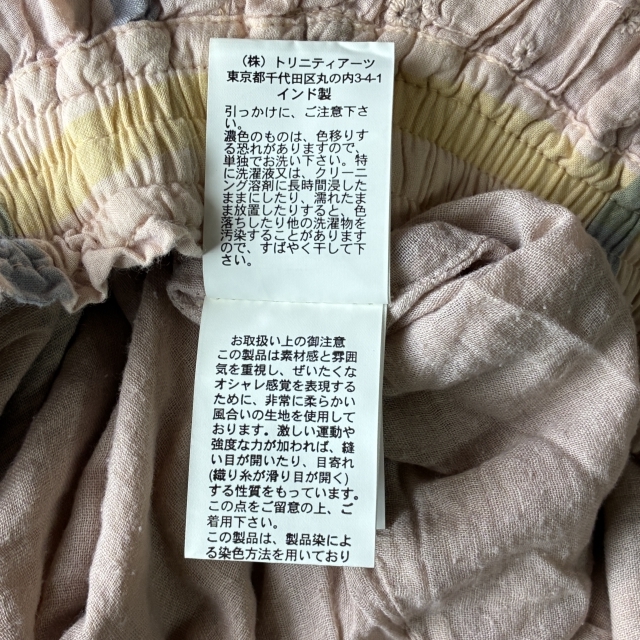 (株)トリニティアーツ
東京都千代田区丸の内3-4-1
インド製
引っかけに、ご注意下さ
い。
濃色のものは、色移りす
る恐れがありますので、
単独でお洗い下さい。特
に洗濯液又は、クリーニ
ング溶剤に長時間浸した
ままにしたり、濡れたま
ま放置したりすると、色
落ちしたり他の洗濯物を
汚染することがあります
ので、すばやく干して下
さい。
お取扱い上の御注意
この製品は素材感と雰囲
気を重視し、ぜいたくな
オシャレ感覚を表現する
ために、非常に柔らかい
風合いの生地を使用して
おります。激しい運動や
強度な力が加われば、縫
い目が開いたり、目寄れ
(織り糸が滑り目が開く)
する性質をもっています。
この点をご留意の上、ご
着用下さい。
この製品は、製品染によ
る染色方法を用いており